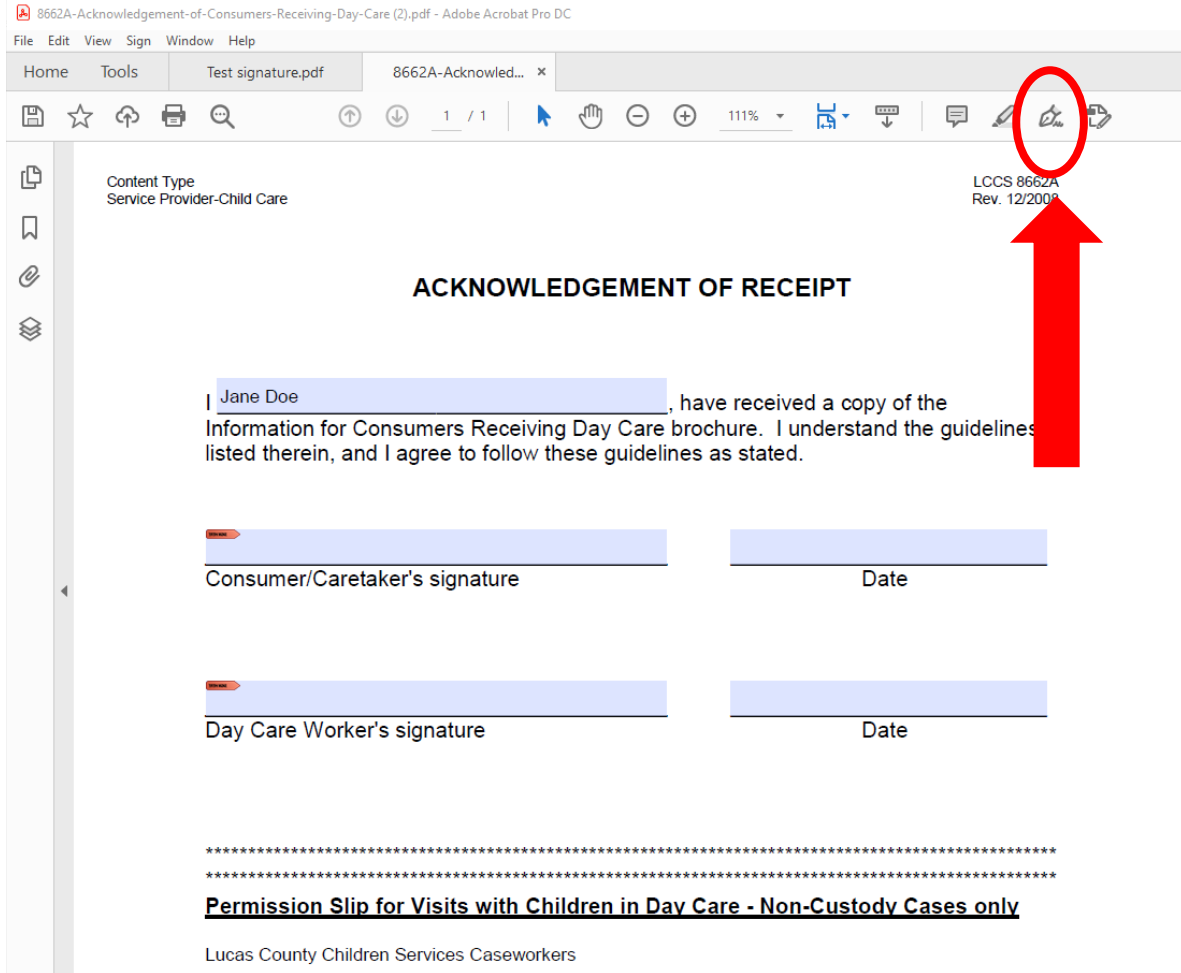 8662A-Acknowledgement-of-Consumers-Receiving-Day-Care (2).pdf - Adobe Acrobat Pro DC
File Edit View Sign Window Help
Home Tools Test signature.pdf 8662A-Acknowled... ×
1 / 1 111%
Content Type LCCS 8662A
Service Provider-Child Care Rev. 12/2008
ACKNOWLEDGEMENT OF RECEIPT
I Jane Doe, have received a copy of the
Information for Consumers Receiving Day Care brochure. I understand the guidelines
listed therein, and I agree to follow these guidelines as stated.
Consumer/Caretaker's signature Date
Day Care Worker's signature Date
*****************************************************************************************************
*****************************************************************************************************
Permission Slip for Visits with Children in Day Care - Non-Custody Cases only
Lucas County Children Services Caseworkers